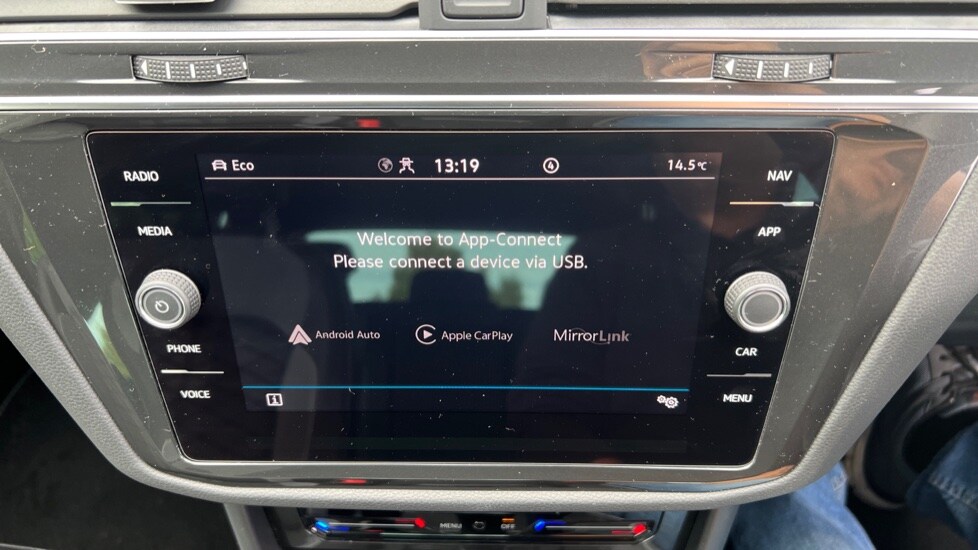 Eco 13:19 4 14.5°C
RADIO
MEDIA
PHONE
VOICE
NAV
APP
CAR
MENU
Welcome to App-Connect
Please connect a device via USB.
Android Auto Apple CarPlay MirrorLink
i
MENU OFF